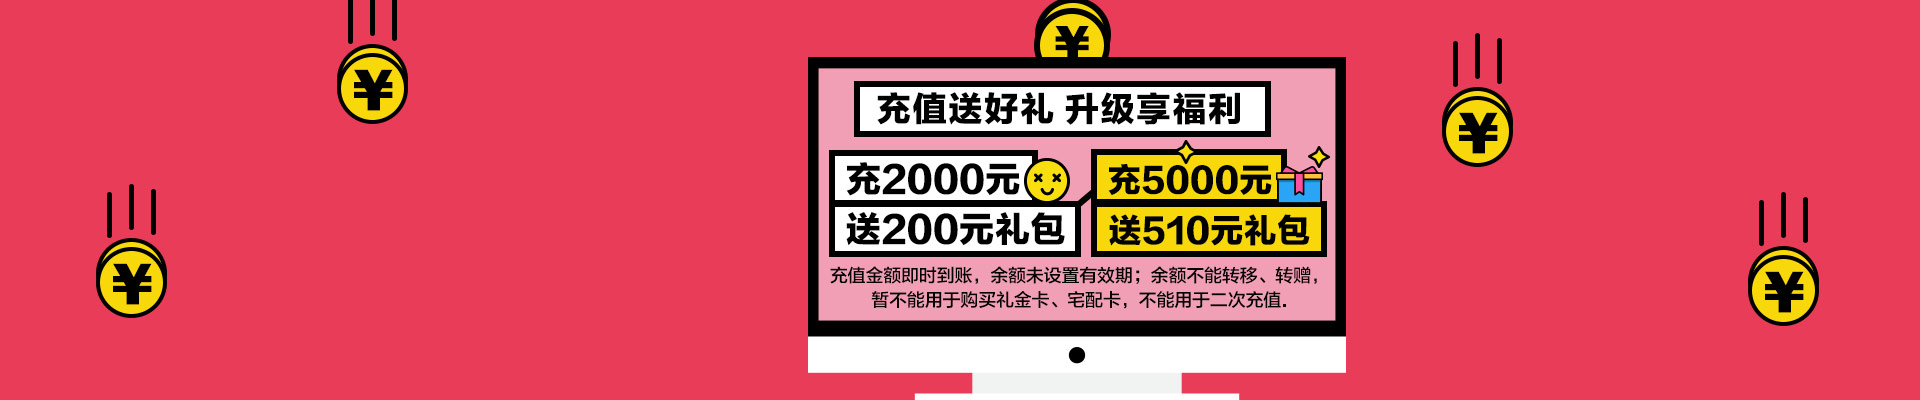 充值送好礼 升级享福利
充2000元
送200元礼包
充5000元
送510元礼包
充值金额即时到账，余额未设置有效期；余额不能转移、转赠，
暂不能用于购买礼金卡、宅配卡，不能用于二次充值.
¥
¥
¥
¥
¥